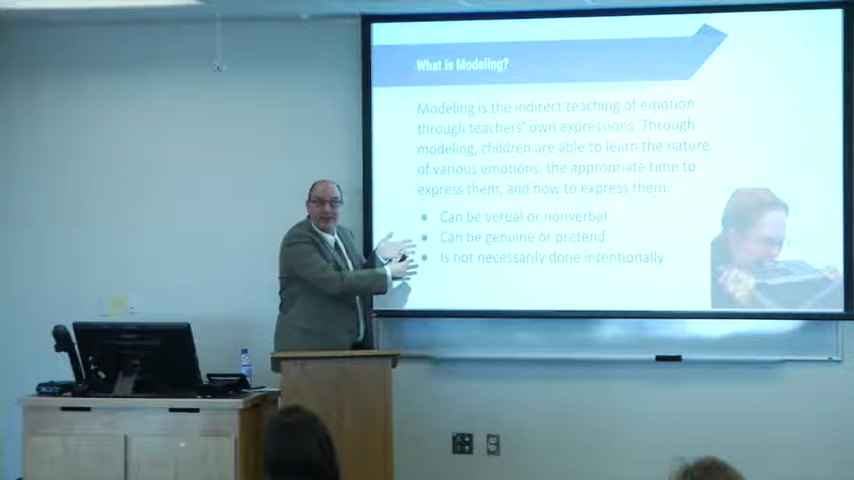 What is Modeling?
Modeling is the indirect teaching of emotion
through teachers' own expressions. Through
modeling, children are able to learn the nature
of various emotions, the appropriate time to
express them, and how to express them.
• Can be verbal or nonverbal
• Can be genuine or pretend
• Is not necessarily done intentionally